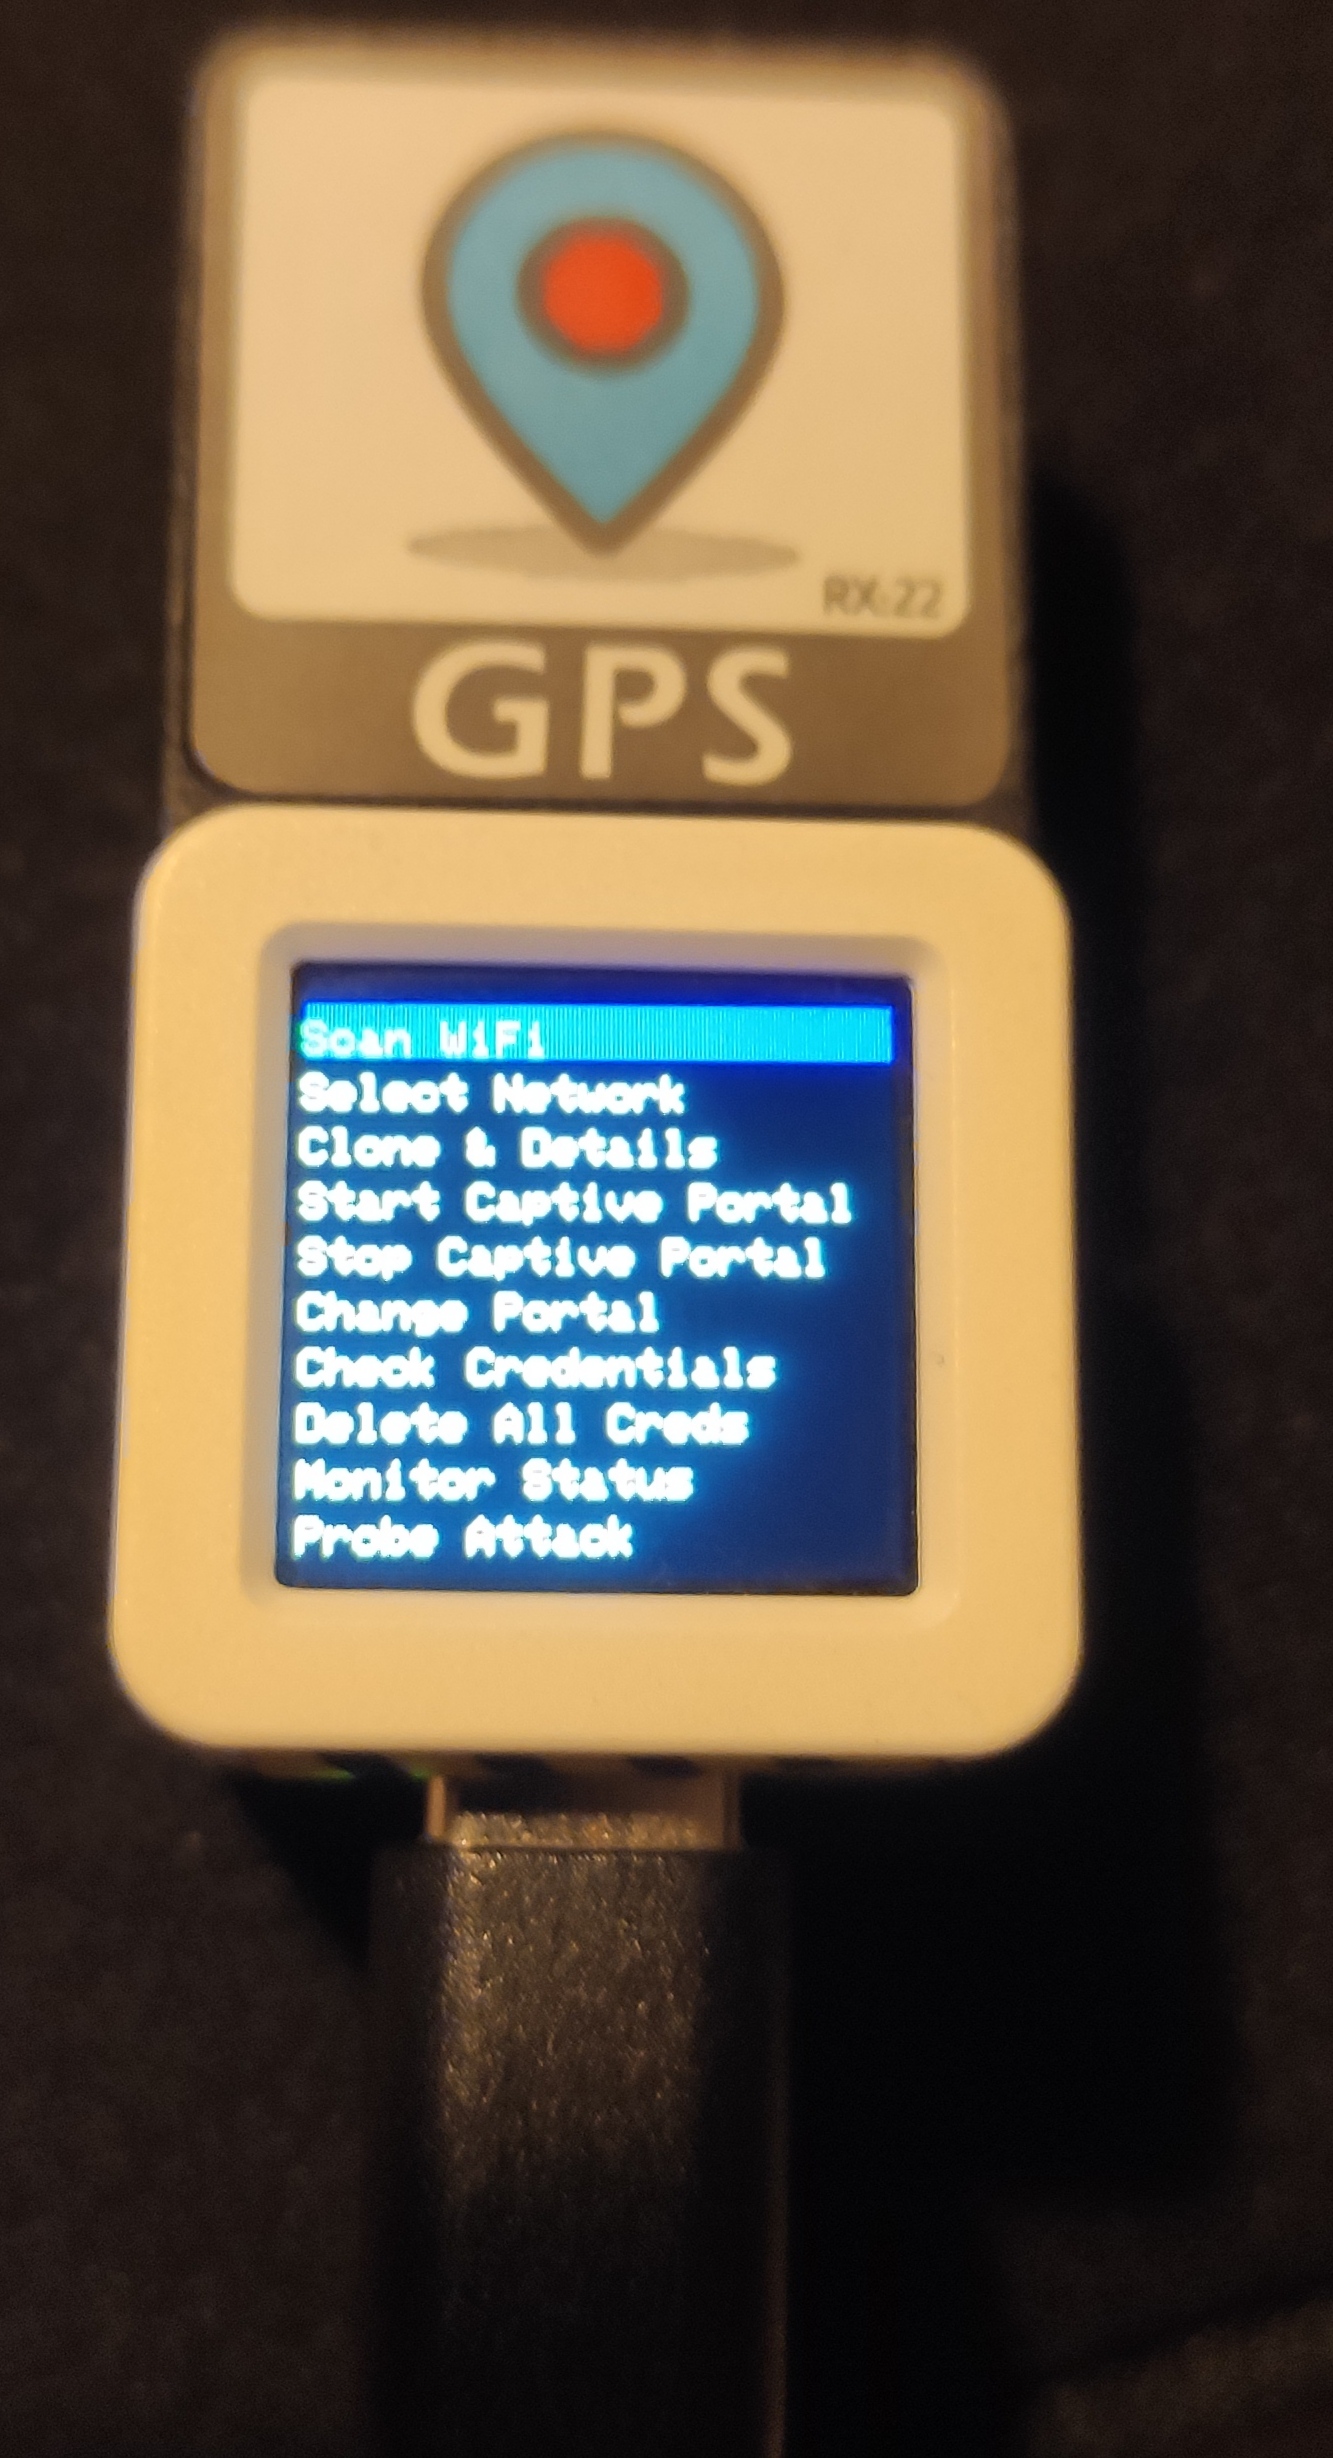 RX:22
GPS
Scan WiFi
Select Network
Clone & Details
Start Captive Portal
Stop Captive Portal
Change Portal
Check Credentials
Delete All Creds
Monitor Status
Probe Attack